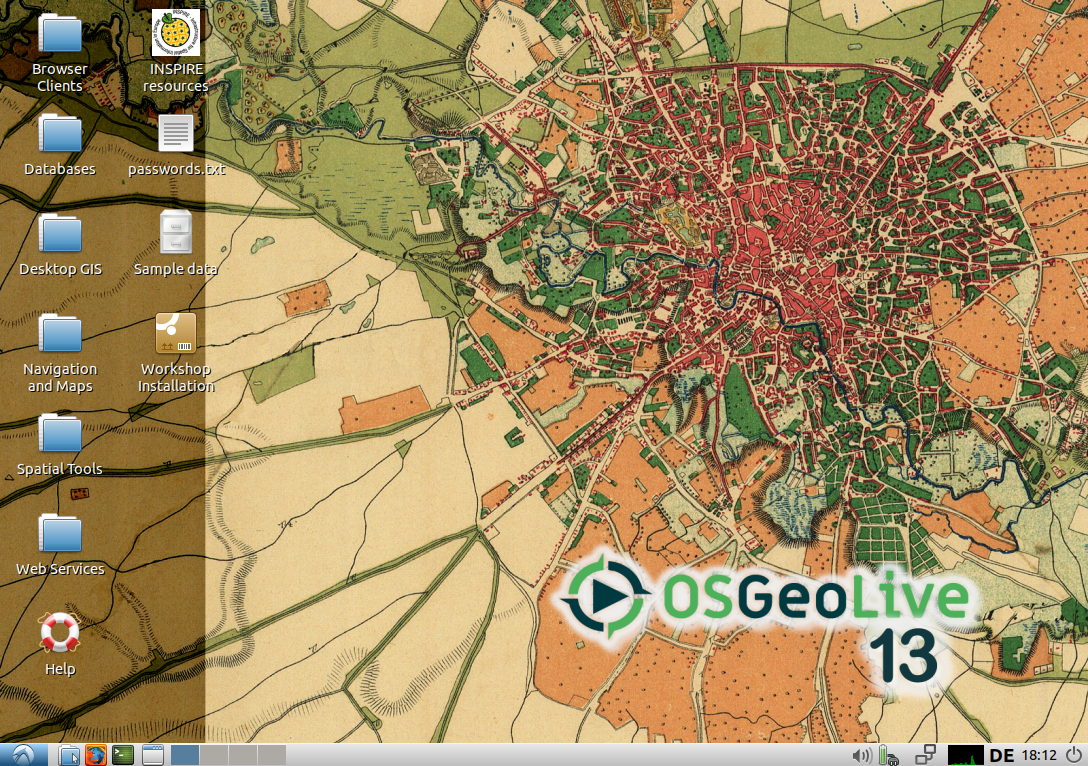 Browser
Clients
INSPIRE
resources
Databases
passwords.txt
Desktop GIS
Sample data
Navigation
and Maps
Workshop
Installation
Spatial Tools
Web Services
Help
OSGeoLive
13
DE
18:12